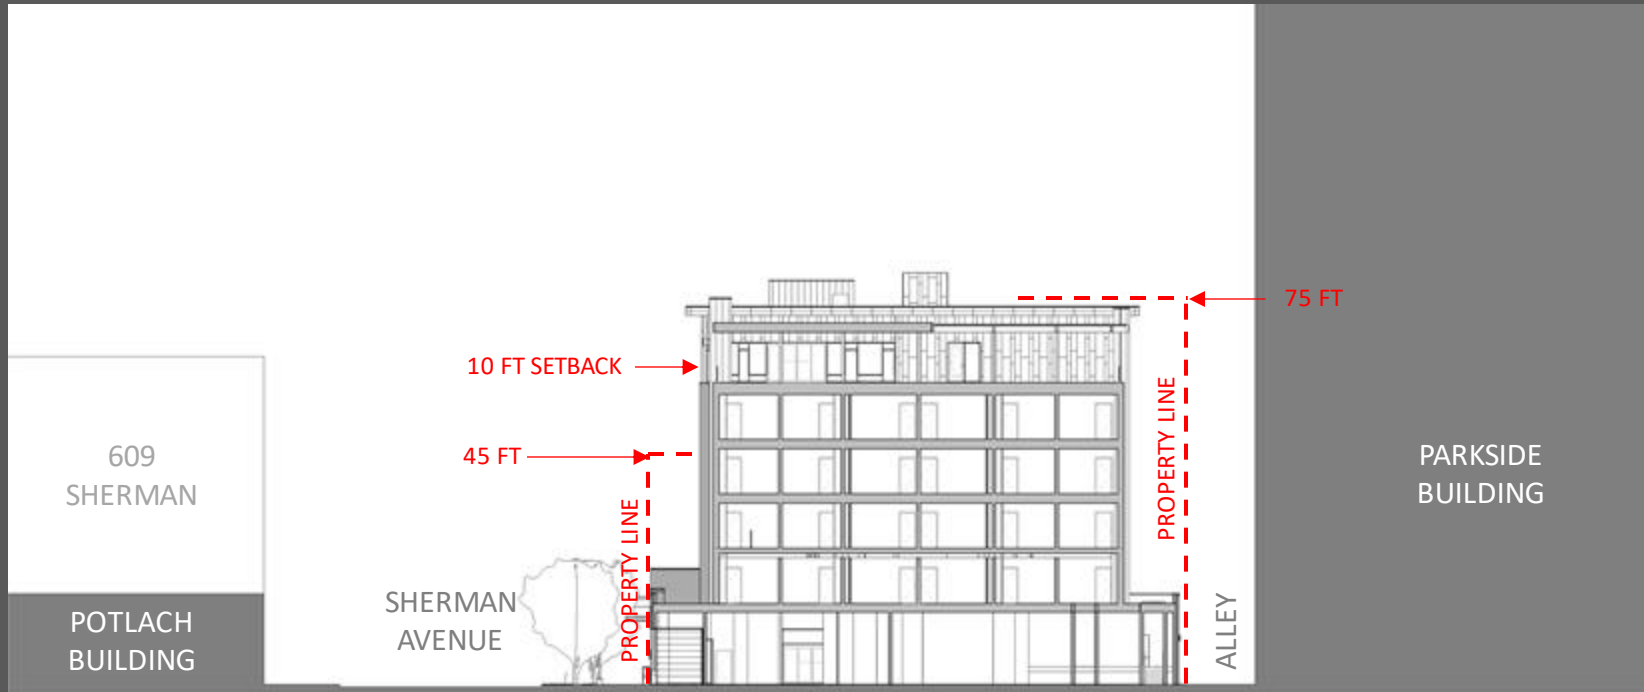 75 FT
10 FT SETBACK
45 FT
PROPERTY LINE
PROPERTY LINE
609
SHERMAN
PARKSIDE
BUILDING
SHERMAN
AVENUE
ALLEY
POTLACH
BUILDING